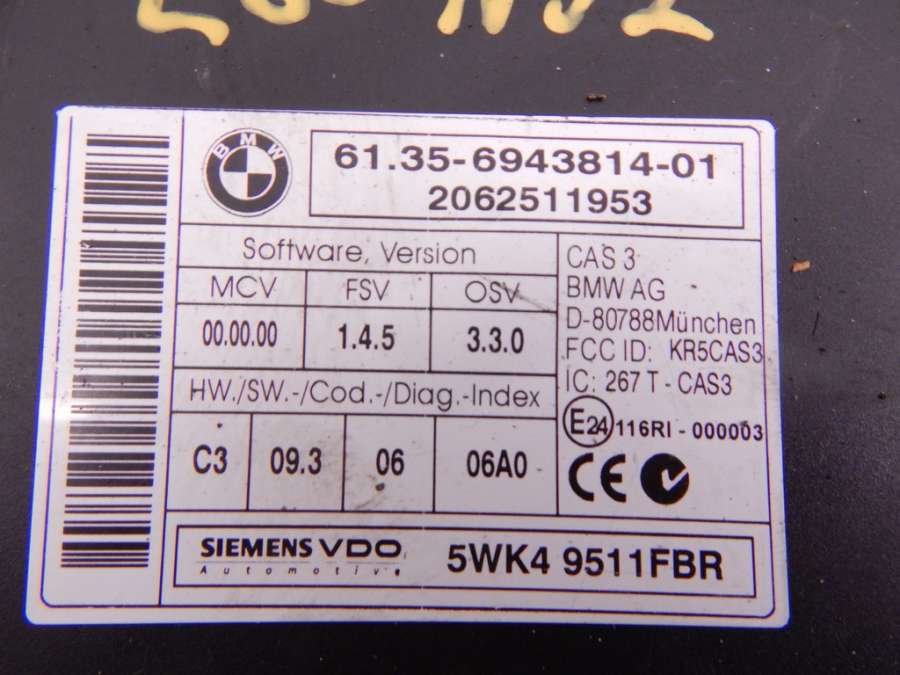 BMW
61.35-6943814-01
2062511953
Software, Version
MCV FSV OSV
00.00.00 1.4.5 3.3.0
HW./SW.-/Cod.-/Diag.-Index
C3 09.3 06 06A0
CAS 3
BMW AG
D-80788München
FCC ID: KR5CAS3
IC: 267 T - CAS3
E24 116RI - 000003
CE
SIEMENS VDO
Automotive
5WK4 9511FBR